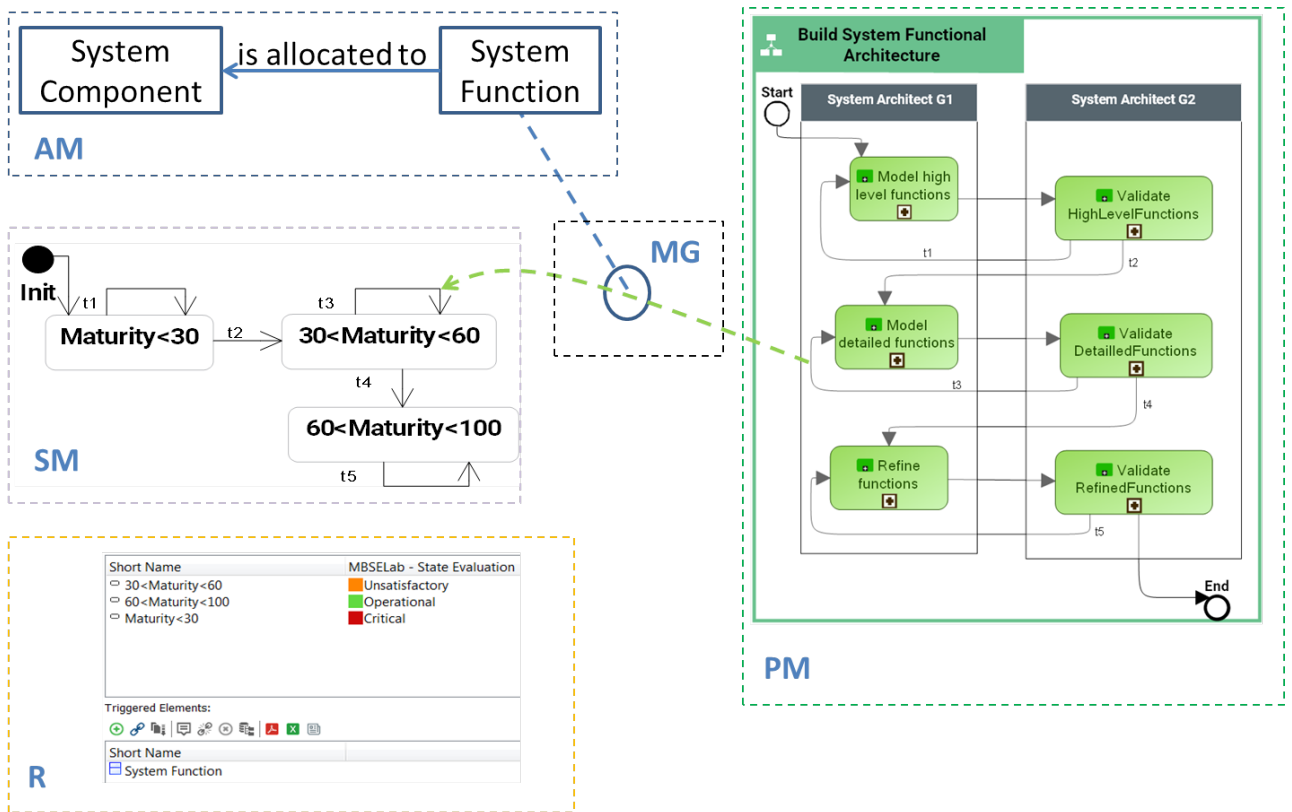 System
Component
is allocated to
System
Function
AM
Init
t1
Maturity<30
t2
t3
30<Maturity<60
t4
60<Maturity<100
t5
SM
MG
Short Name
MBSELab - State Evaluation
30<Maturity<60
Unsatisfactory
60<Maturity<100
Operational
Maturity<30
Critical
Triggered Elements:
Short Name
System Function
R
Build System Functional
Architecture
Start
System Architect G1
System Architect G2
Model high
level functions
Validate
HighLevelFunctions
t1
t2
Model
detailed functions
Validate
DetailledFunctions
t3
t4
Refine
functions
Validate
RefinedFunctions
t5
End
PM